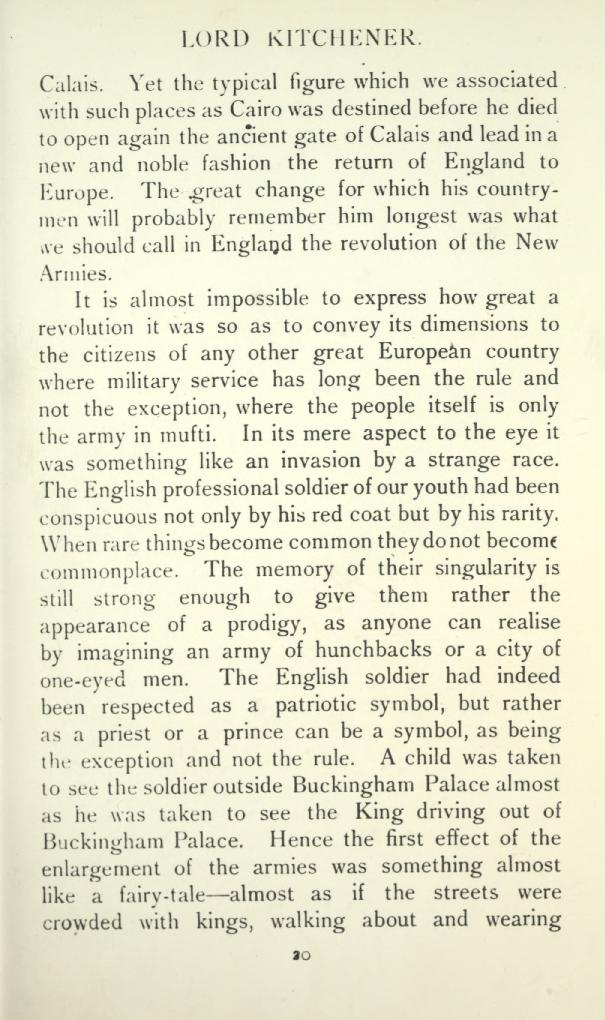 LORD KITCHENER.
Calais. Yet the typical figure which we associated
with such places as Cairo was destined before he died
to open again the ancient gate of Calais and lead in a
new and noble fashion the return of England to
Europe. The great change for which his country-
men will probably remember him longest was what
we should call in England the revolution of the New
Armies.
It is almost impossible to express how great a
revolution it was so as to convey its dimensions to
the citizens of any other great European country
where military service has long been the rule and
not the exception, where the people itself is only
the army in mufti. In its mere aspect to the eye it
was something like an invasion by a strange race.
The English professional soldier of our youth had been
conspicuous not only by his red coat but by his rarity.
When rare things become common they do not become
commonplace. The memory of their singularity is
still strong enough to give them rather the
appearance of a prodigy, as anyone can realise
by imagining an army of hunchbacks or a city of
one-eyed men. The English soldier had indeed
been respected as a patriotic symbol, but rather
as a priest or a prince can be a symbol, as being
the exception and not the rule. A child was taken
to see the soldier outside Buckingham Palace almost
as he was taken to see the King driving out of
Buckingham Palace. Hence the first effect of the
enlargement of the armies was something almost
like a fairy-tale—almost as if the streets were
crowded with kings, walking about and wearing
20